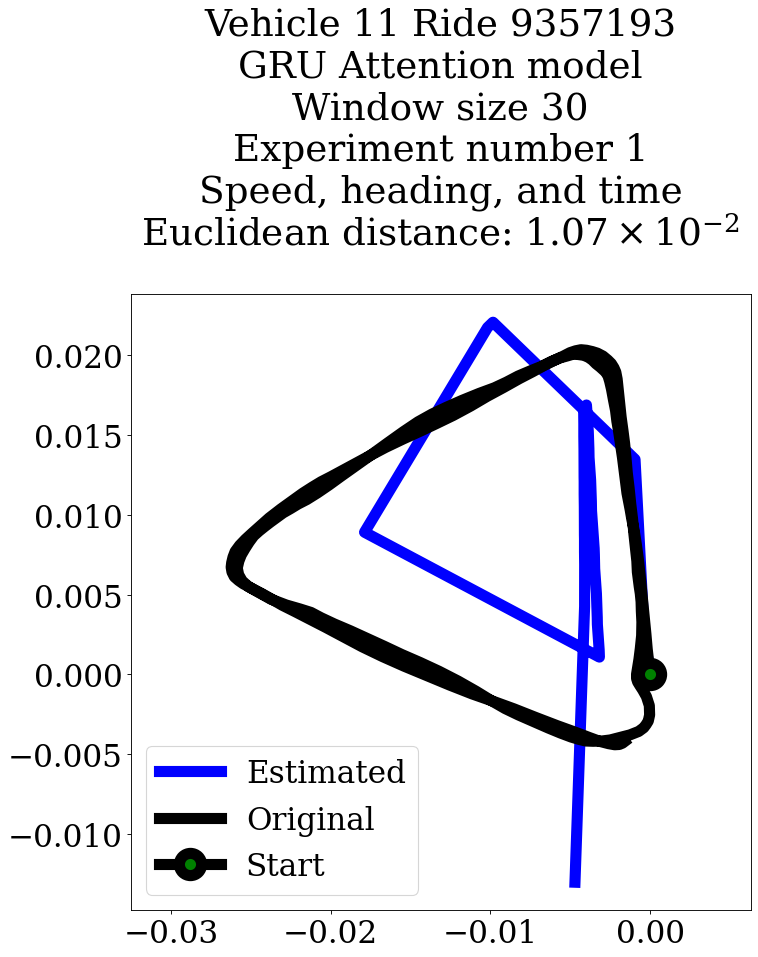 Vehicle 11 Ride 9357193
GRU Attention model
Window size 30
Experiment number 1
Speed, heading, and time
Euclidean distance: 1.07 × 10⁻²
0.020
0.015
0.010
0.005
0.000
−0.005
−0.010
Estimated
Original
Start
−0.03 −0.02 −0.01 0.00